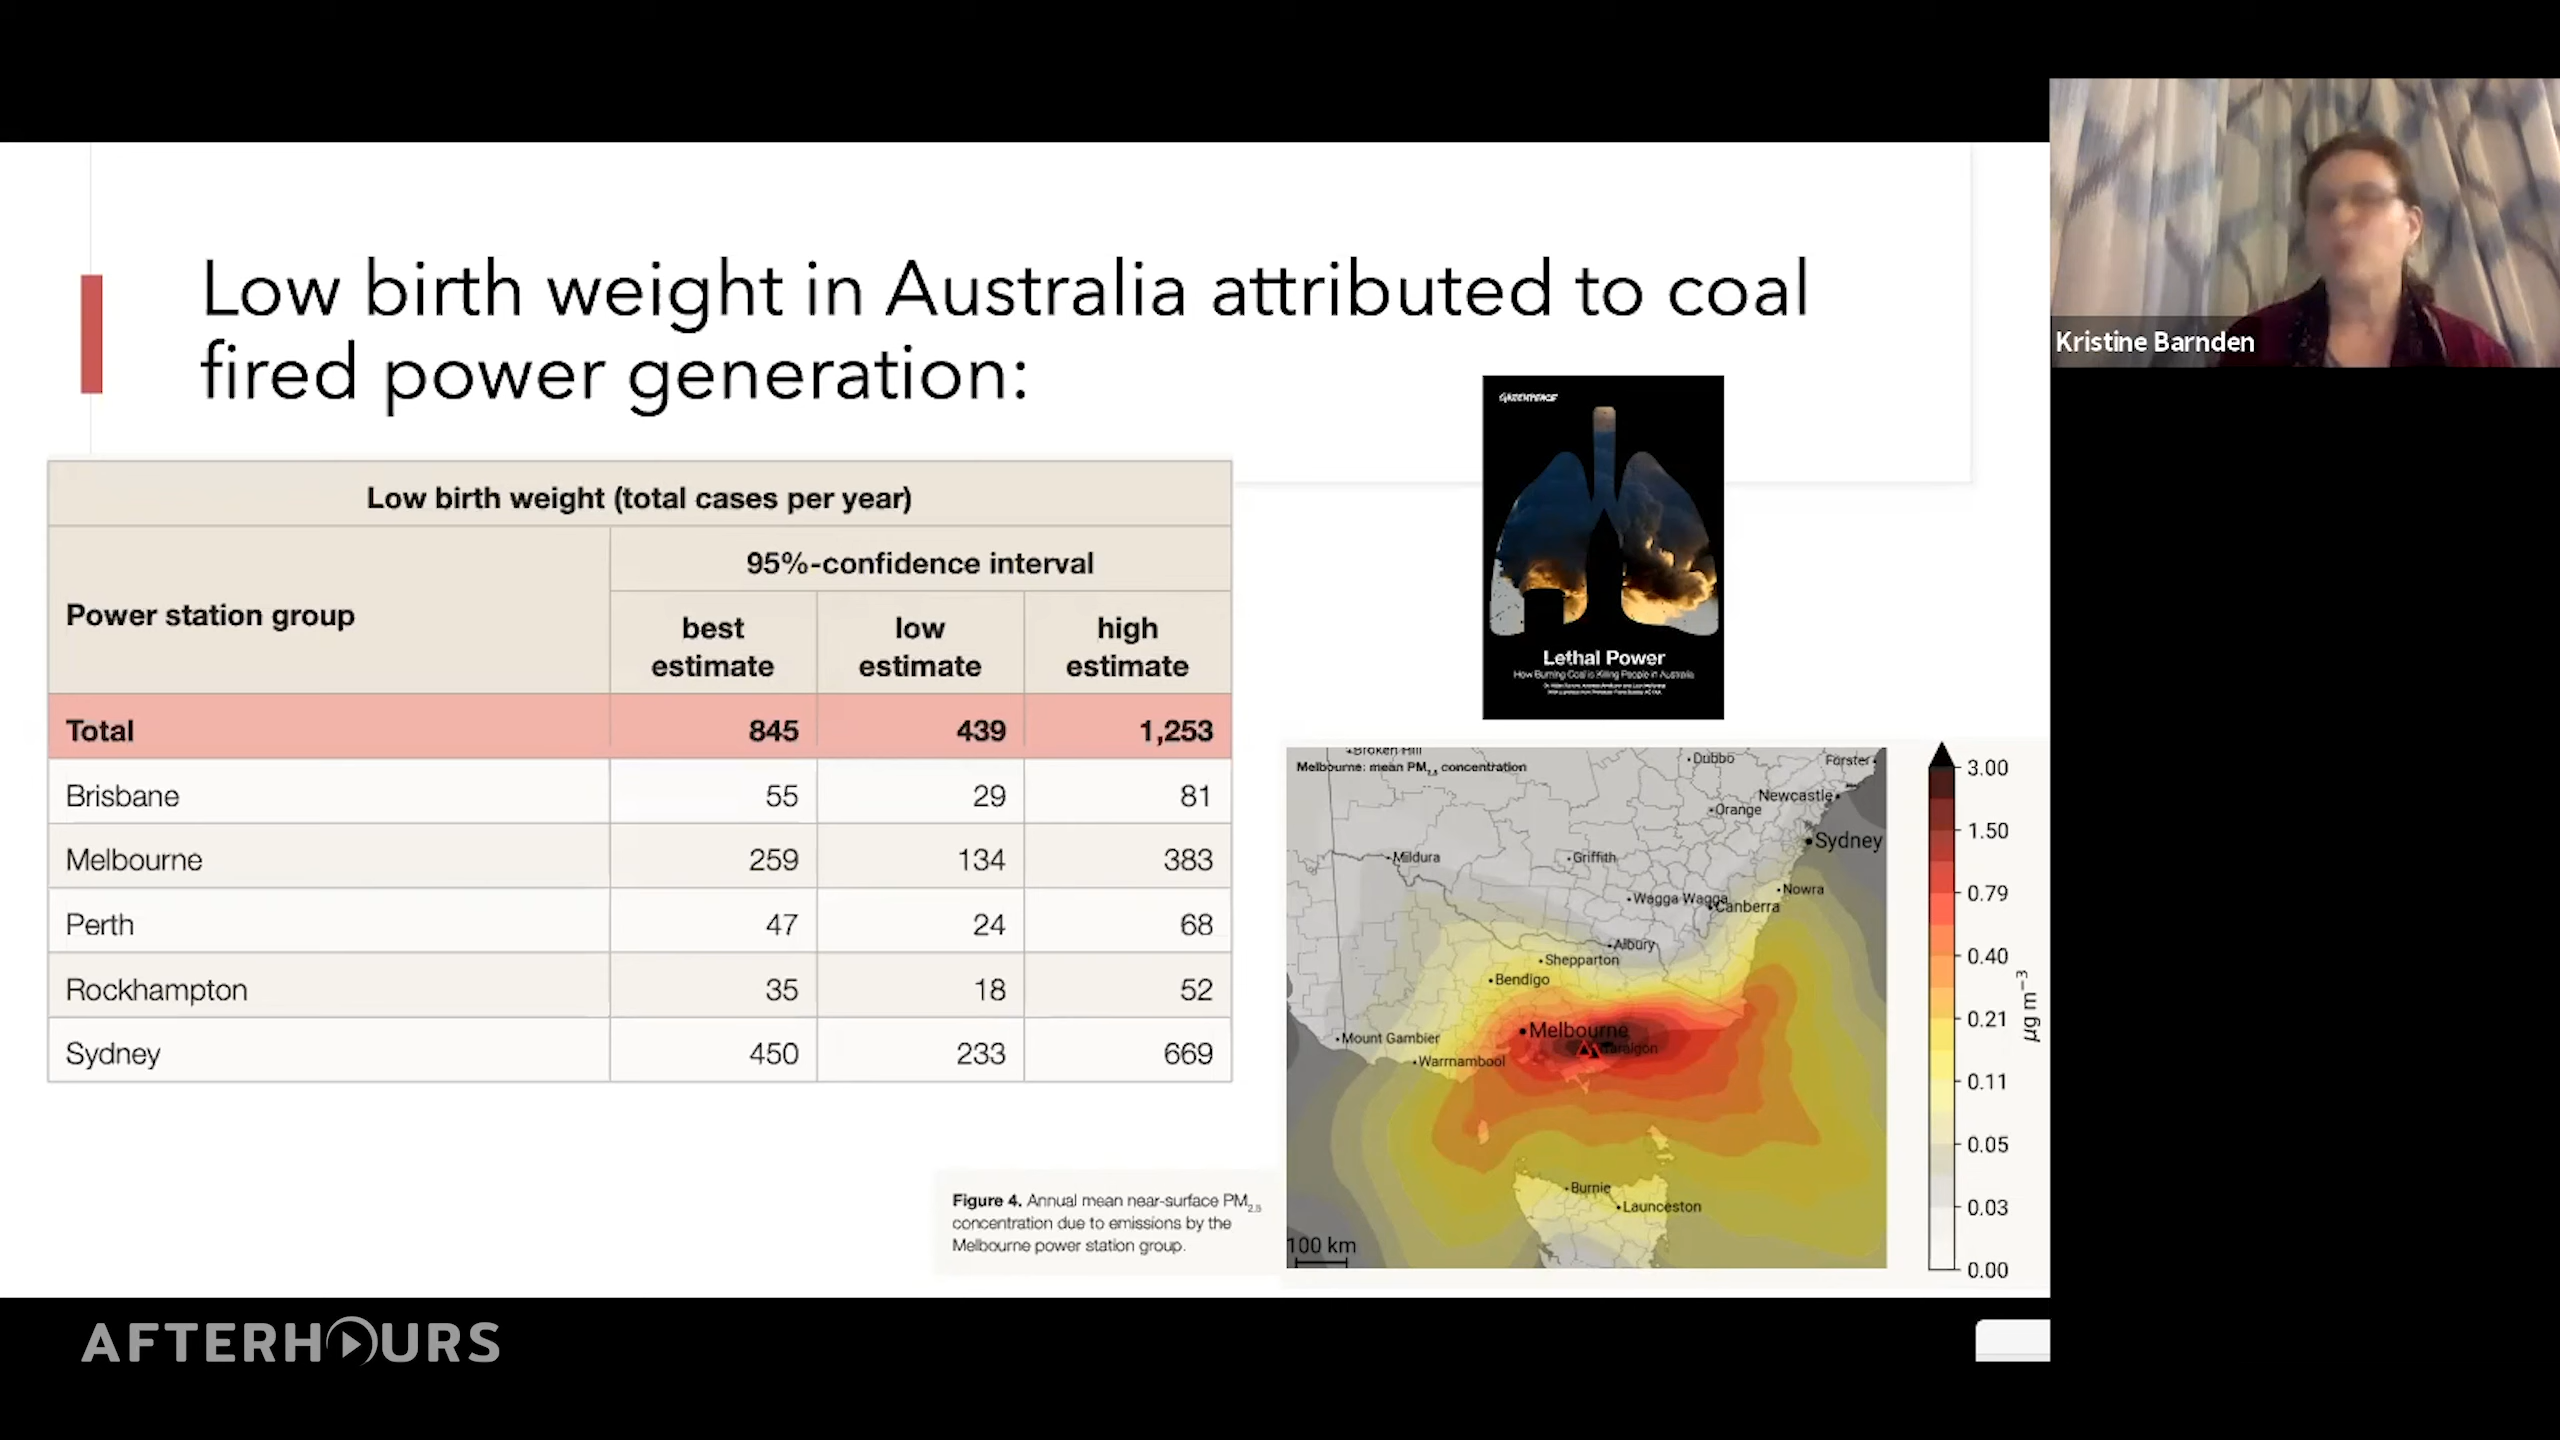 Low birth weight in Australia attributed to coal
fired power generation:
Kristine Barnden
GREENPEACE
Lethal Power
How Burning Coal is Killing People in Australia
Low birth weight (total cases per year)
Power station group
95%-confidence interval
best estimate
low estimate
high estimate
Total 845 439 1,253
Brisbane 55 29 81
Melbourne 259 134 383
Perth 47 24 68
Rockhampton 35 18 52
Sydney 450 233 669
Figure 4. Annual mean near-surface PM2.5
concentration due to emissions by the
Melbourne power station group.
Broken Hill
Melbourne: mean PM2.5 concentration
Dubbo
Forster
Newcastle
Orange
Sydney
Mildura
Griffith
Nowra
Wagga Wagga
Canberra
Albury
Shepparton
Bendigo
Melbourne
Traralgon
Mount Gambier
Warrnambool
Burnie
Launceston
100 km
3.00
1.50
0.79
0.40
0.21
0.11
0.05
0.03
0.00
µg m−3
AFTERHOURS